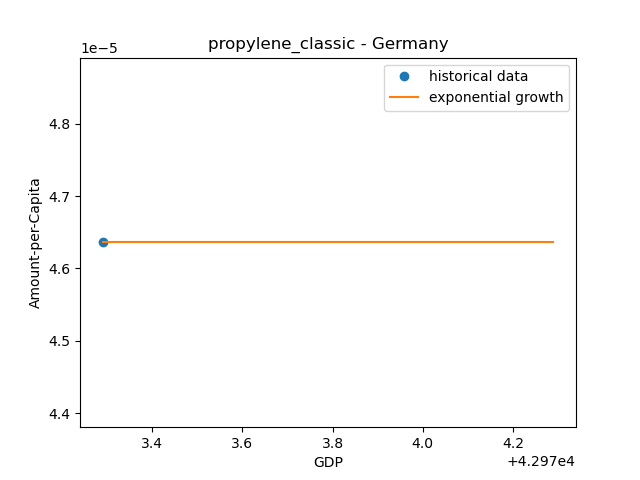 propylene_classic - Germany
1e−5
historical data
exponential growth
4.8
4.7
4.6
4.5
4.4
Amount-per-Capita
3.4 3.6 3.8 4.0 4.2
GDP
+4.297e4